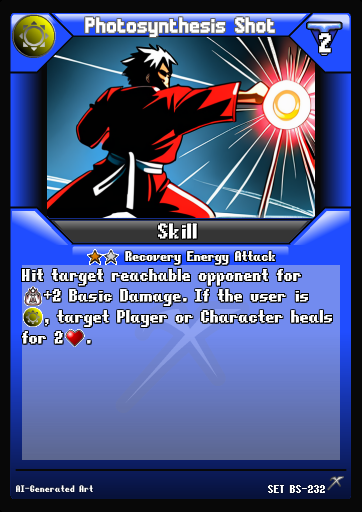 Photosynthesis Shot
2
Skill
Recovery Energy Attack
Hit target reachable opponent for
+2 Basic Damage. If the user is
, target Player or Character heals
for 2.
AI-Generated Art
SET BS-232